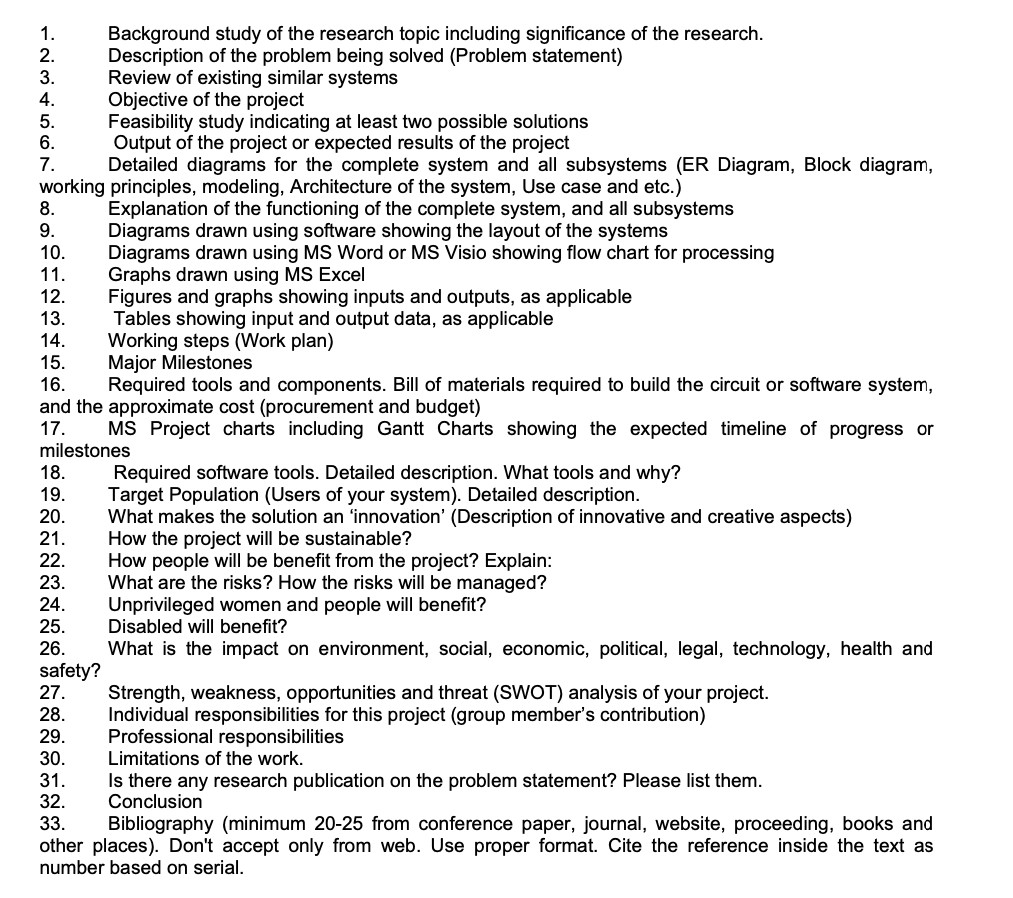 1. Background study of the research topic including significance of the research.
2. Description of the problem being solved (Problem statement)
3. Review of existing similar systems
4. Objective of the project
5. Feasibility study indicating at least two possible solutions
6. Output of the project or expected results of the project
7. Detailed diagrams for the complete system and all subsystems (ER Diagram, Block diagram,
working principles, modeling, Architecture of the system, Use case and etc.)
8. Explanation of the functioning of the complete system, and all subsystems
9. Diagrams drawn using software showing the layout of the systems
10. Diagrams drawn using MS Word or MS Visio showing flow chart for processing
11. Graphs drawn using MS Excel
12. Figures and graphs showing inputs and outputs, as applicable
13. Tables showing input and output data, as applicable
14. Working steps (Work plan)
15. Major Milestones
16. Required tools and components. Bill of materials required to build the circuit or software system,
and the approximate cost (procurement and budget)
17. MS Project charts including Gantt Charts showing the expected timeline of progress or
milestones
18. Required software tools. Detailed description. What tools and why?
19. Target Population (Users of your system). Detailed description.
20. What makes the solution an ‘innovation’ (Description of innovative and creative aspects)
21. How the project will be sustainable?
22. How people will be benefit from the project? Explain:
23. What are the risks? How the risks will be managed?
24. Unprivileged women and people will benefit?
25. Disabled will benefit?
26. What is the impact on environment, social, economic, political, legal, technology, health and
safety?
27. Strength, weakness, opportunities and threat (SWOT) analysis of your project.
28. Individual responsibilities for this project (group member’s contribution)
29. Professional responsibilities
30. Limitations of the work.
31. Is there any research publication on the problem statement? Please list them.
32. Conclusion
33. Bibliography (minimum 20-25 from conference paper, journal, website, proceeding, books and
other places). Don't accept only from web. Use proper format. Cite the reference inside the text as
number based on serial.